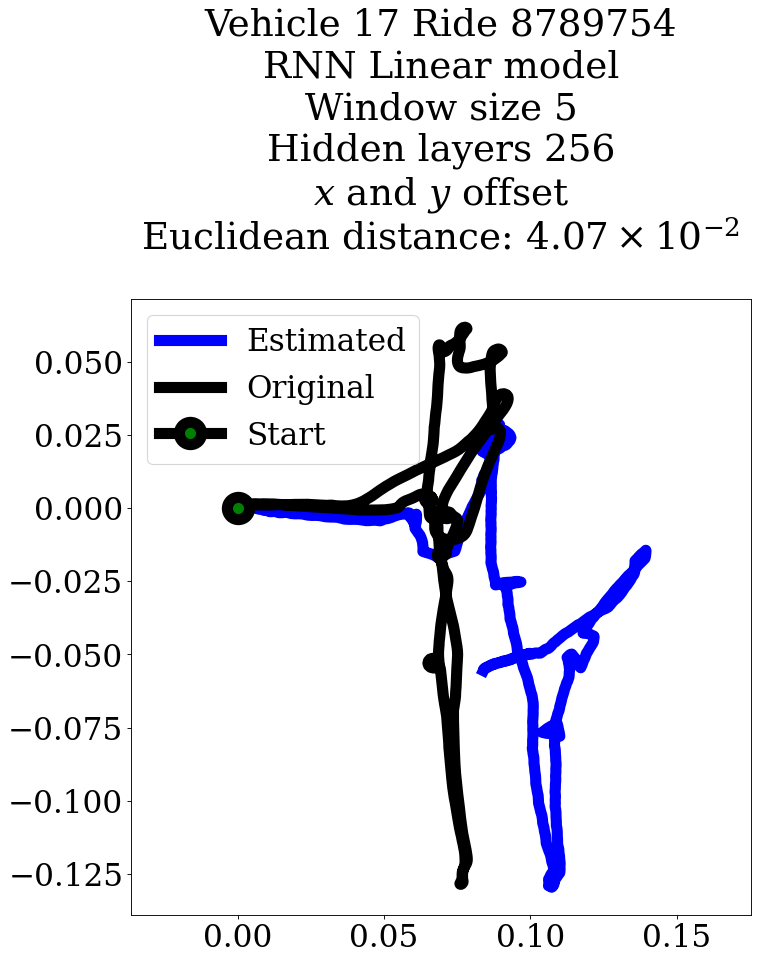 Vehicle 17 Ride 8789754
RNN Linear model
Window size 5
Hidden layers 256
x and y offset
Euclidean distance: 4.07 × 10⁻²
Estimated
Original
Start
0.050
0.025
0.000
−0.025
−0.050
−0.075
−0.100
−0.125
0.00 0.05 0.10 0.15